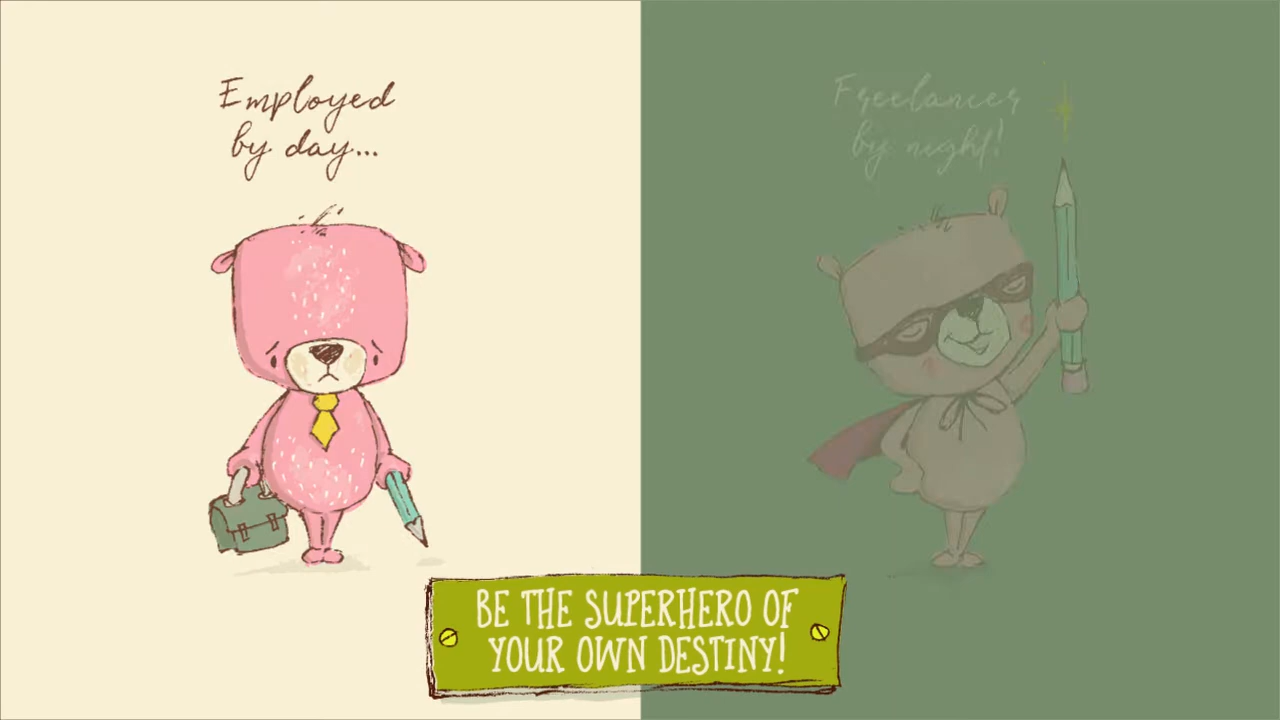 Employed
by day...
Freelancer
by night!
BE THE SUPERHERO OF
YOUR OWN DESTINY!